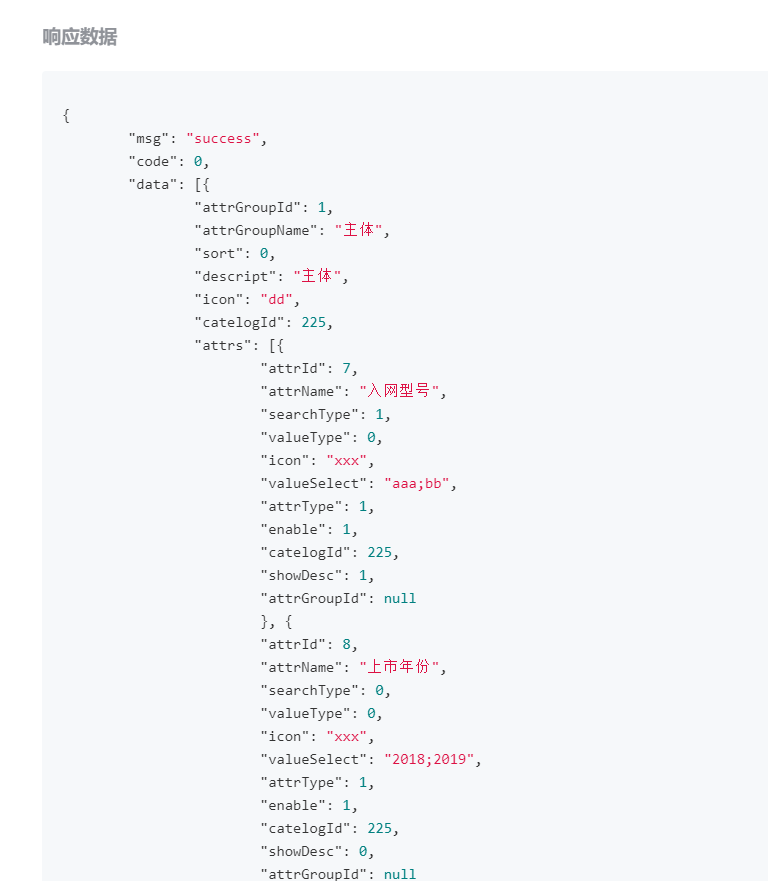 响应数据
{
"msg": "success",
"code": 0,
"data": [{
"attrGroupId": 1,
"attrGroupName": "主体",
"sort": 0,
"descript": "主体",
"icon": "dd",
"catelogId": 225,
"attrs": [{
"attrId": 7,
"attrName": "入网型号",
"searchType": 1,
"valueType": 0,
"icon": "xxx",
"valueSelect": "aaa;bb",
"attrType": 1,
"enable": 1,
"catelogId": 225,
"showDesc": 1,
"attrGroupId": null
}, {
"attrId": 8,
"attrName": "上市年份",
"searchType": 0,
"valueType": 0,
"icon": "xxx",
"valueSelect": "2018;2019",
"attrType": 1,
"enable": 1,
"catelogId": 225,
"showDesc": 0,
"attrGroupId": null